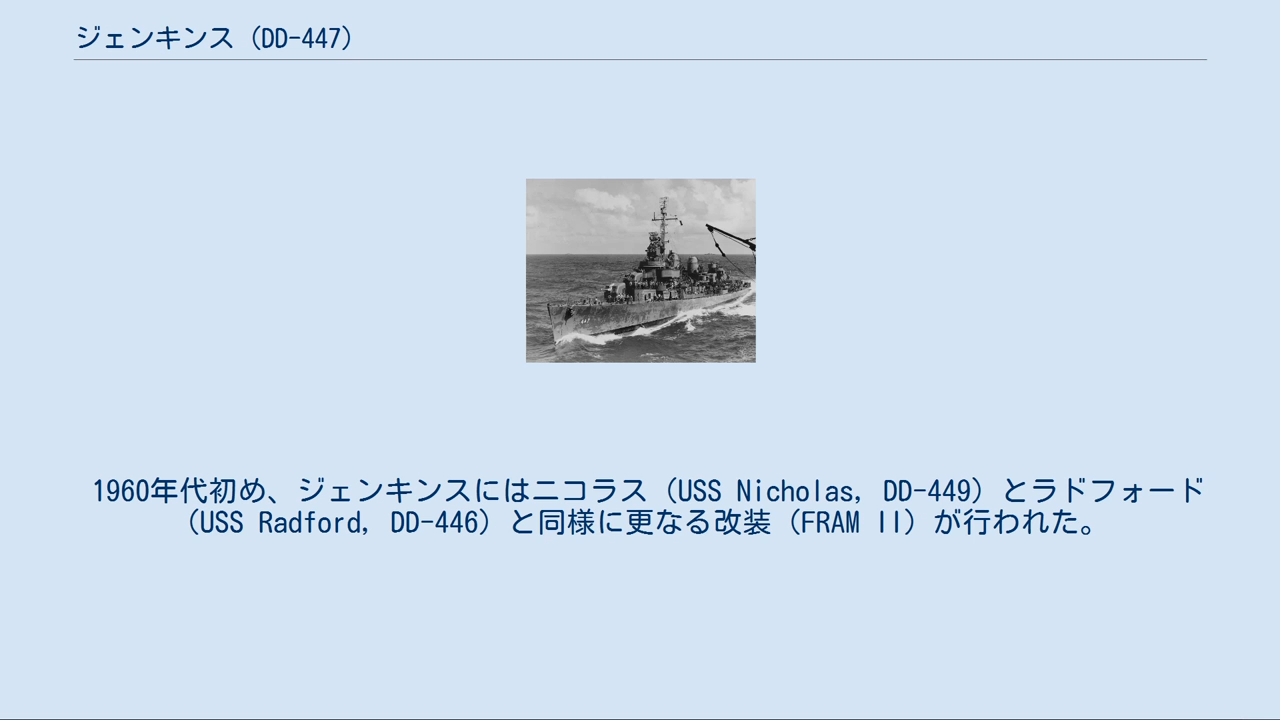 ジェンキンス（DD-447）
1960年代初め、ジェンキンスにはニコラス（USS Nicholas, DD-449）とラドフォード
（USS Radford, DD-446）と同様に更なる改装（FRAM II）が行われた。